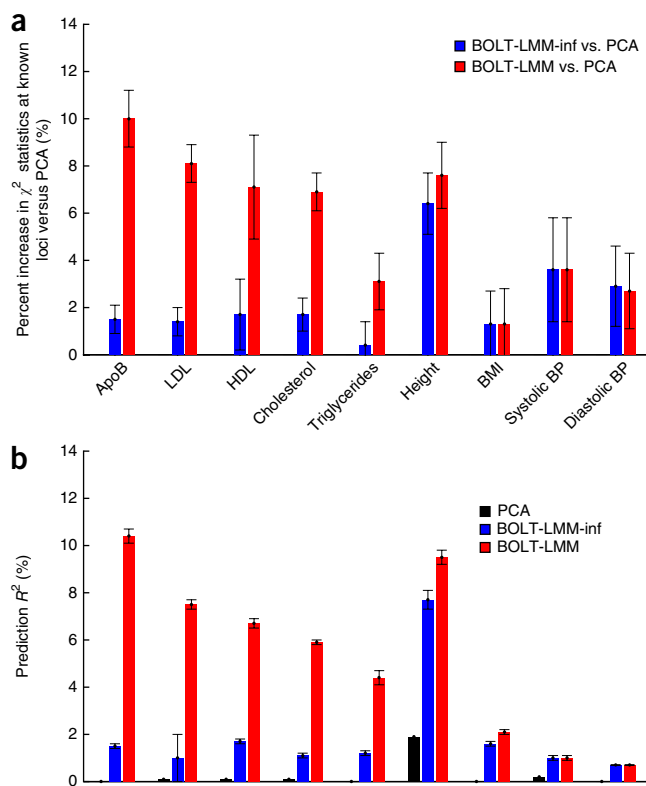 a
Percent increase in χ² statistics at known
loci versus PCA (%)
14
12
10
8
6
4
2
0
BOLT-LMM-inf vs. PCA
BOLT-LMM vs. PCA
ApoB
LDL
HDL
Cholesterol
Triglycerides
Height
BMI
Systolic BP
Diastolic BP
b
Prediction R² (%)
14
12
10
8
6
4
2
0
PCA
BOLT-LMM-inf
BOLT-LMM